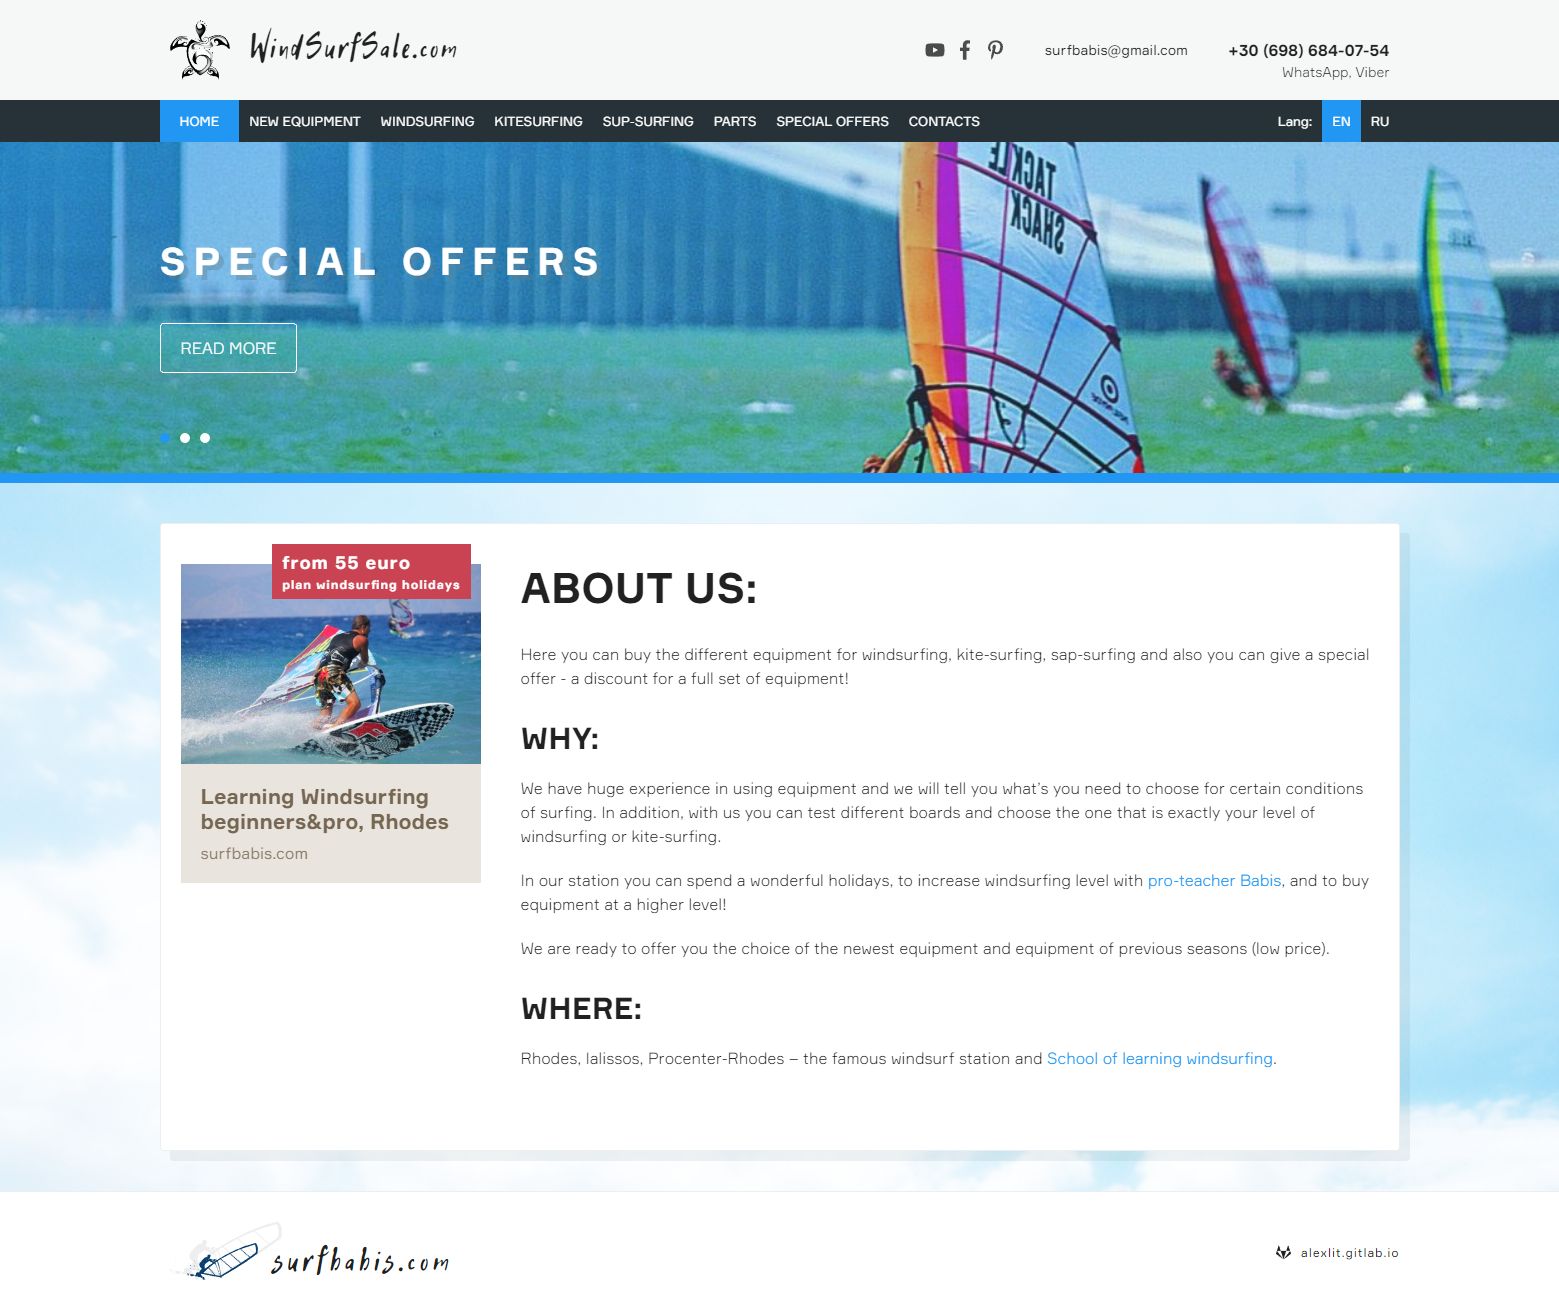 WindSurfSale.com
surfbabis@gmail.com
+30 (698) 684-07-54
WhatsApp, Viber
HOME NEW EQUIPMENT WINDSURFING KITESURFING SUP-SURFING PARTS SPECIAL OFFERS CONTACTS Lang: EN RU
TACKLE
SHACK
SPECIAL OFFERS
READ MORE
from 55 euro
plan windsurfing holidays
Learning Windsurfing
beginners&pro, Rhodes
surfbabis.com
ABOUT US:
Here you can buy the different equipment for windsurfing, kite-surfing, sap-surfing and also you can give a special
offer - a discount for a full set of equipment!
WHY:
We have huge experience in using equipment and we will tell you what's you need to choose for certain conditions
of surfing. In addition, with us you can test different boards and choose the one that is exactly your level of
windsurfing or kite-surfing.
In our station you can spend a wonderful holidays, to increase windsurfing level with pro-teacher Babis, and to buy
equipment at a higher level!
We are ready to offer you the choice of the newest equipment and equipment of previous seasons (low price).
WHERE:
Rhodes, Ialissos, Procenter-Rhodes – the famous windsurf station and School of learning windsurfing.
surfbabis.com
alexlit.gitlab.io